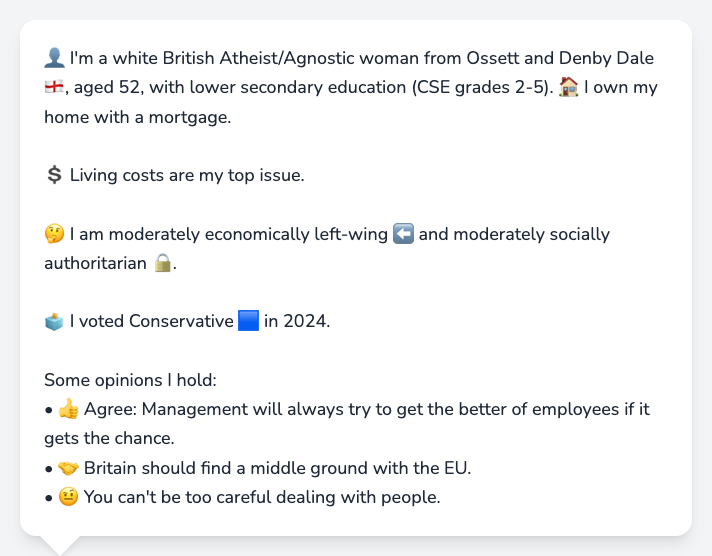 👤 I'm a white British Atheist/Agnostic woman from Ossett and Denby Dale
🏴󠁧󠁢󠁥󠁮󠁧󠁿, aged 52, with lower secondary education (CSE grades 2-5). 🏠 I own my
home with a mortgage.
💲 Living costs are my top issue.
🤔 I am moderately economically left-wing ⬅️ and moderately socially
authoritarian 🔒.
🗳️ I voted Conservative 🟦 in 2024.
Some opinions I hold:
• 👍 Agree: Management will always try to get the better of employees if it
gets the chance.
• 🤝 Britain should find a middle ground with the EU.
• 🤨 You can't be too careful dealing with people.